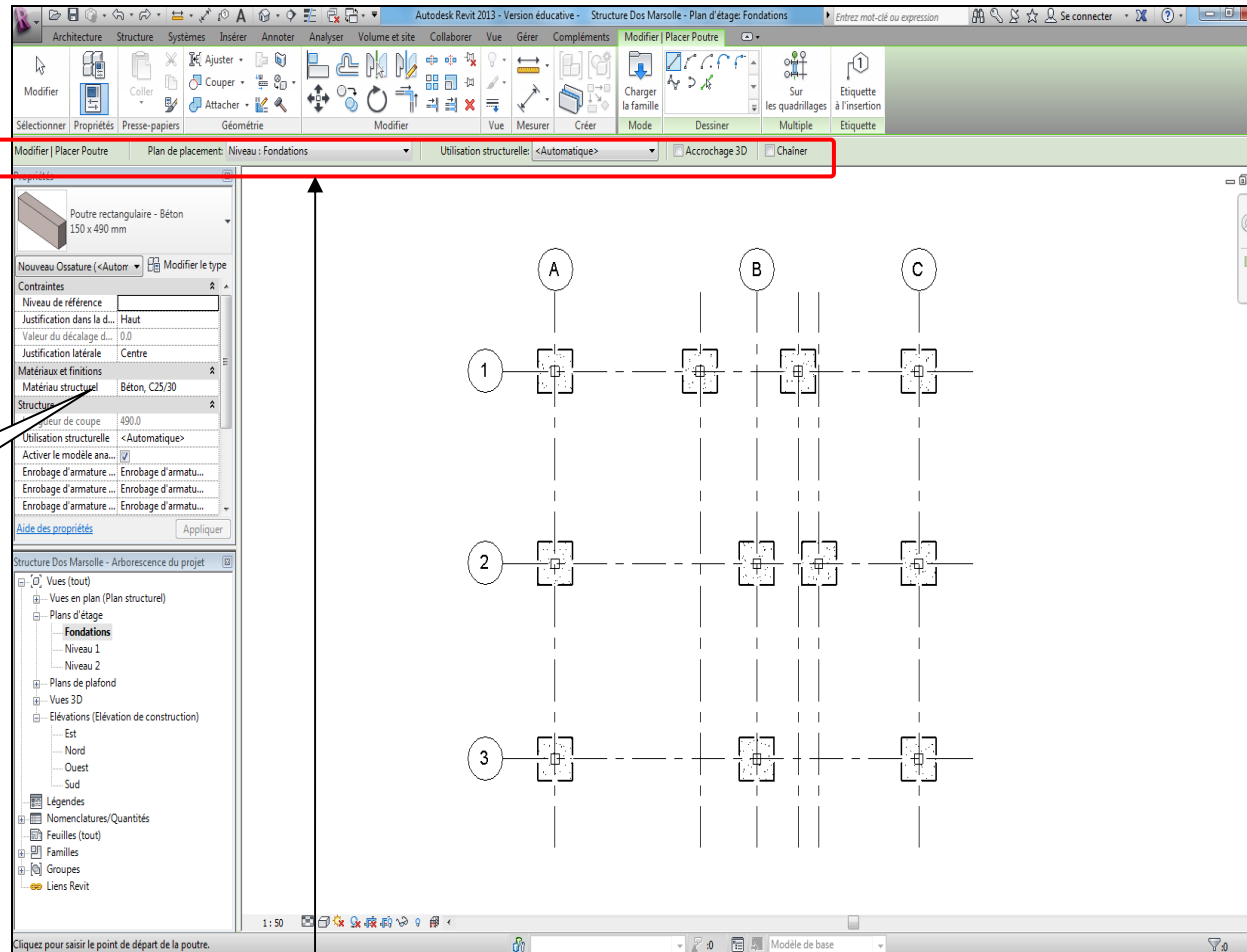 Autodesk Revit 2013 - Version éducative - Structure Dos Marsolle - Plan d'étage: Fondations
Entrez mot-clé ou expression
Se connecter
Architecture Structure Systèmes Insérer Annoter Analyser Volume et site Collaborer Vue Gérer Compléments Modifier | Placer Poutre
Modifier
Coller
Ajuster
Couper
Attacher
Charger
la famille
Sur
les quadrillages
Etiquette
à l'insertion
Sélectionner Propriétés Presse-papiers Géométrie Modifier Vue Mesurer Créer Mode Dessiner Multiple Etiquette
Modifier | Placer Poutre Plan de placement: Niveau : Fondations Utilisation structurelle: <Automatique> Accrochage 3D Chaîner
Propriétés
Poutre rectangulaire - Béton
150 x 490 mm
Nouveau Ossature (<Autom Modifier le type
Contraintes
Niveau de référence
Justification dans la d... Haut
Valeur du décalage d... 0.0
Justification latérale Centre
Matériaux et finitions
Matériau structurel Béton, C25/30
Structure
Longueur de coupe 490.0
Utilisation structurelle <Automatique>
Activer le modèle ana...
Enrobage d'armature ... Enrobage d'armatu...
Enrobage d'armature ... Enrobage d'armatu...
Enrobage d'armature ... Enrobage d'armatu...
Aide des propriétés Appliquer
Structure Dos Marsolle - Arborescence du projet
Vues (tout)
Vues en plan (Plan structurel)
Plans d'étage
Fondations
Niveau 1
Niveau 2
Plans de plafond
Vues 3D
Elévations (Elévation de construction)
Est
Nord
Ouest
Sud
Légendes
Nomenclatures/Quantités
Feuilles (tout)
Familles
Groupes
Liens Revit
A B C
1
2
3
1 : 50
Cliquez pour saisir le point de départ de la poutre.
:0
Modèle de base
:0